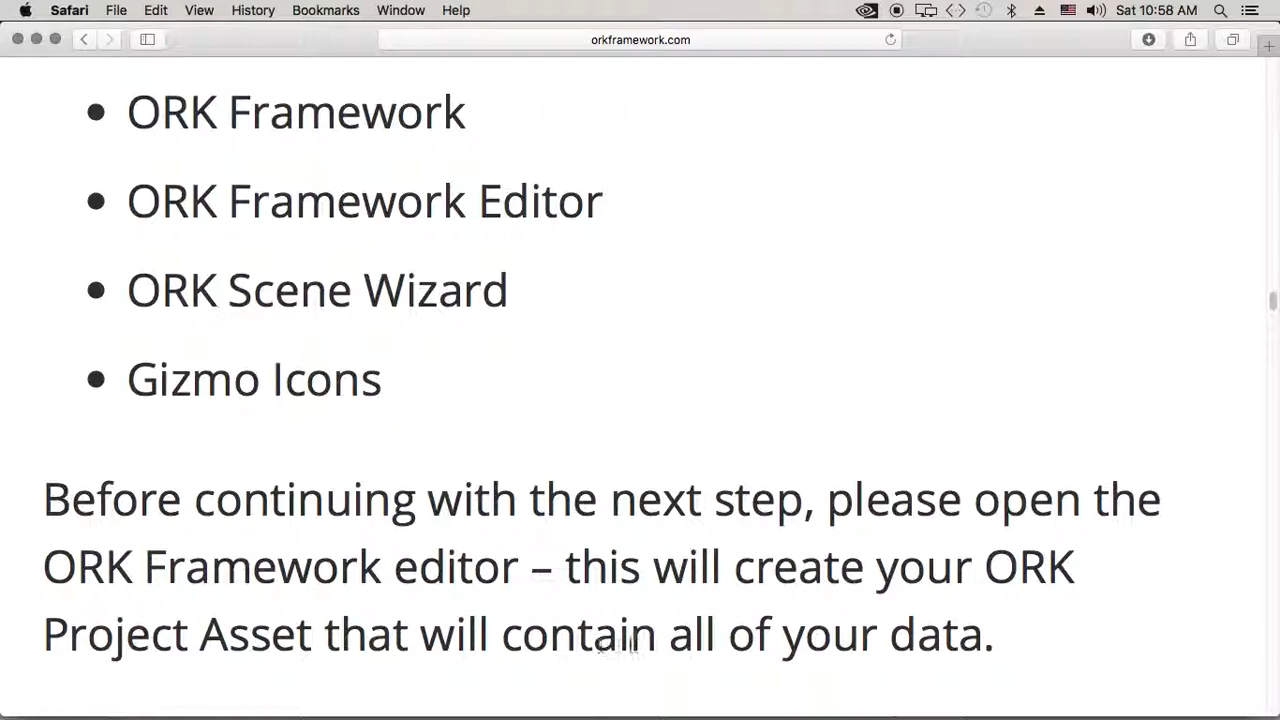 Safari File Edit View History Bookmarks Window Help Sat 10:58 AM
orkframework.com
• ORK Framework
• ORK Framework Editor
• ORK Scene Wizard
• Gizmo Icons
Before continuing with the next step, please open the
ORK Framework editor – this will create your ORK
Project Asset that will contain all of your data.